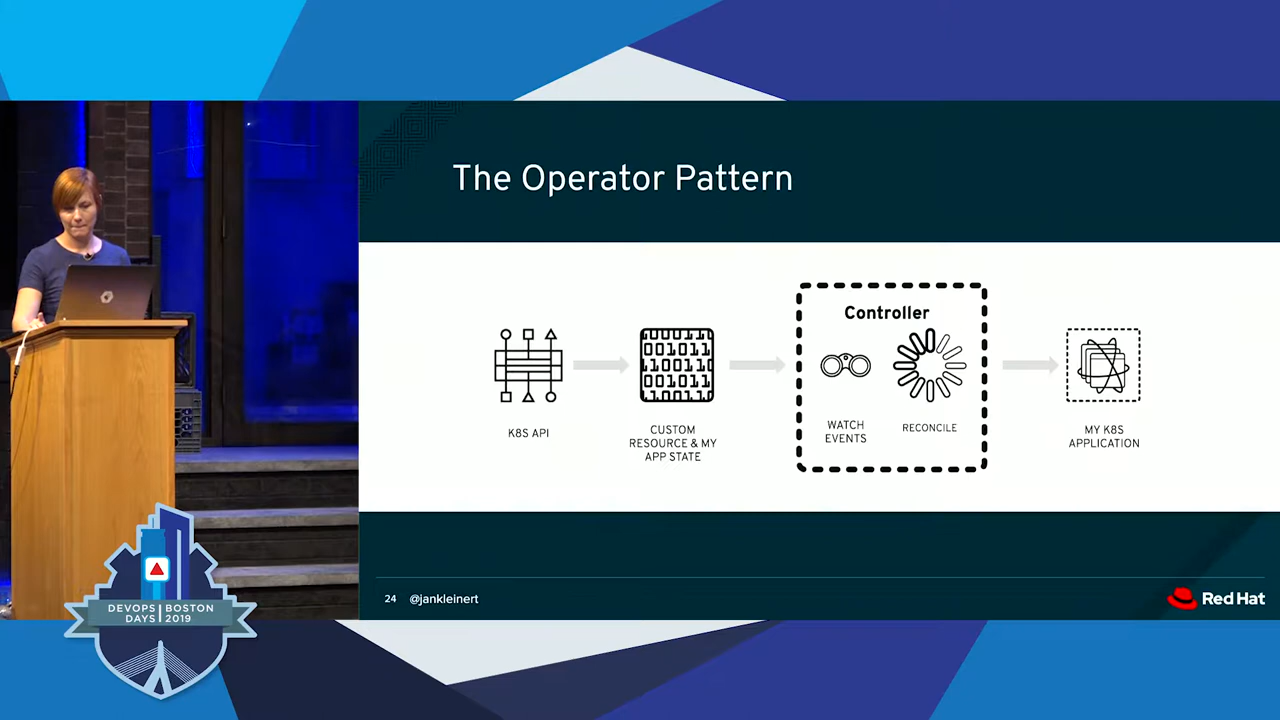 The Operator Pattern
Controller
K8S API
CUSTOM
RESOURCE & MY
APP STATE
WATCH
EVENTS
RECONCILE
MY K8S
APPLICATION
24 @jankleinert
Red Hat
DEVOPS BOSTON
DAYS 2019